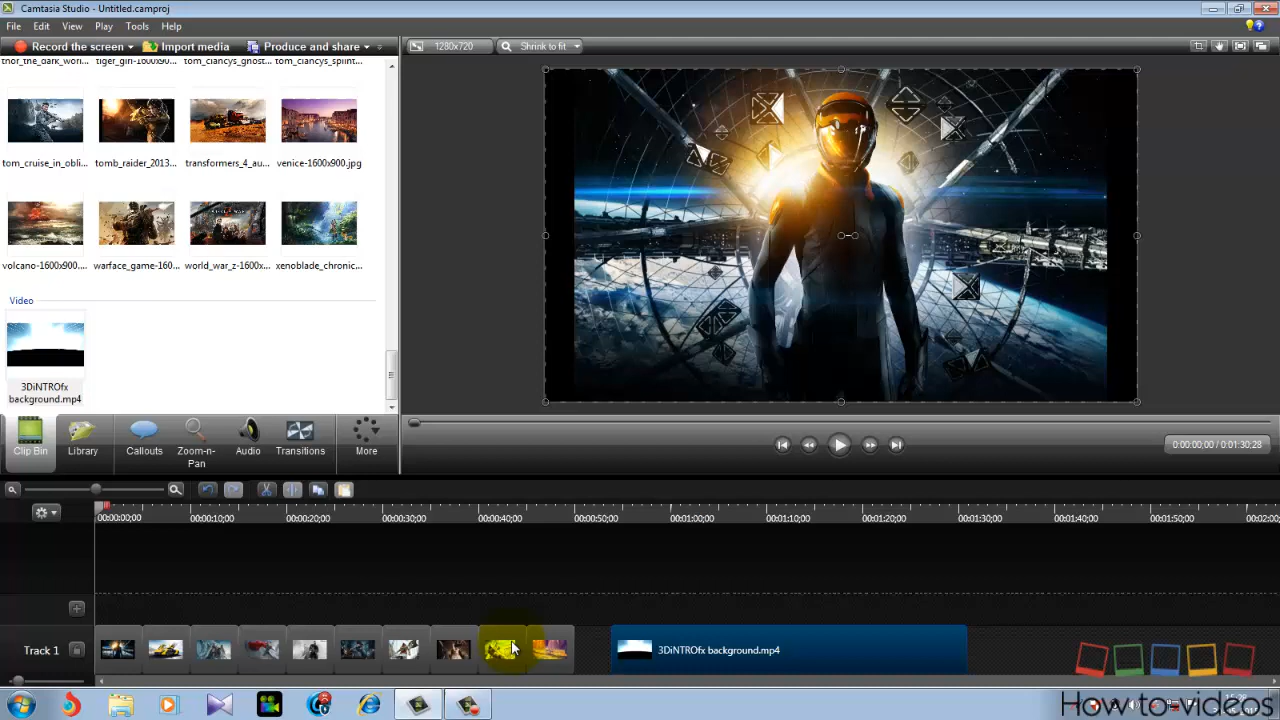 Camtasia Studio - Untitled.camproj
File Edit View Play Tools Help
Record the screen Import media Produce and share
1280x720 Shrink to fit
thor_the_dark_worl... tiger_girl-1600x90... tom_clancys_ghost... tom_clancys_splint...
tom_cruise_in_obli... tomb_raider_2013... transformers_4_au... venice-1600x900.jpg
volcano-1600x900.... warface_game-160... world_war_z-1600x... xenoblade_chronic...
Video
3DiNTROfx
background.mp4
Clip Bin Library Callouts Zoom-n-
Pan Audio Transitions More
0:00:00;00 / 0:01:30;28
00:00:00;00 00:00:10;00 00:00:20;00 00:00:30;00 00:00:40;00 00:00:50;00 00:01:00;00 00:01:10;00 00:01:20;00 00:01:30;00 00:01:40;00 00:01:50;00
Track 1 3DiNTROfx background.mp4
How-to-videos